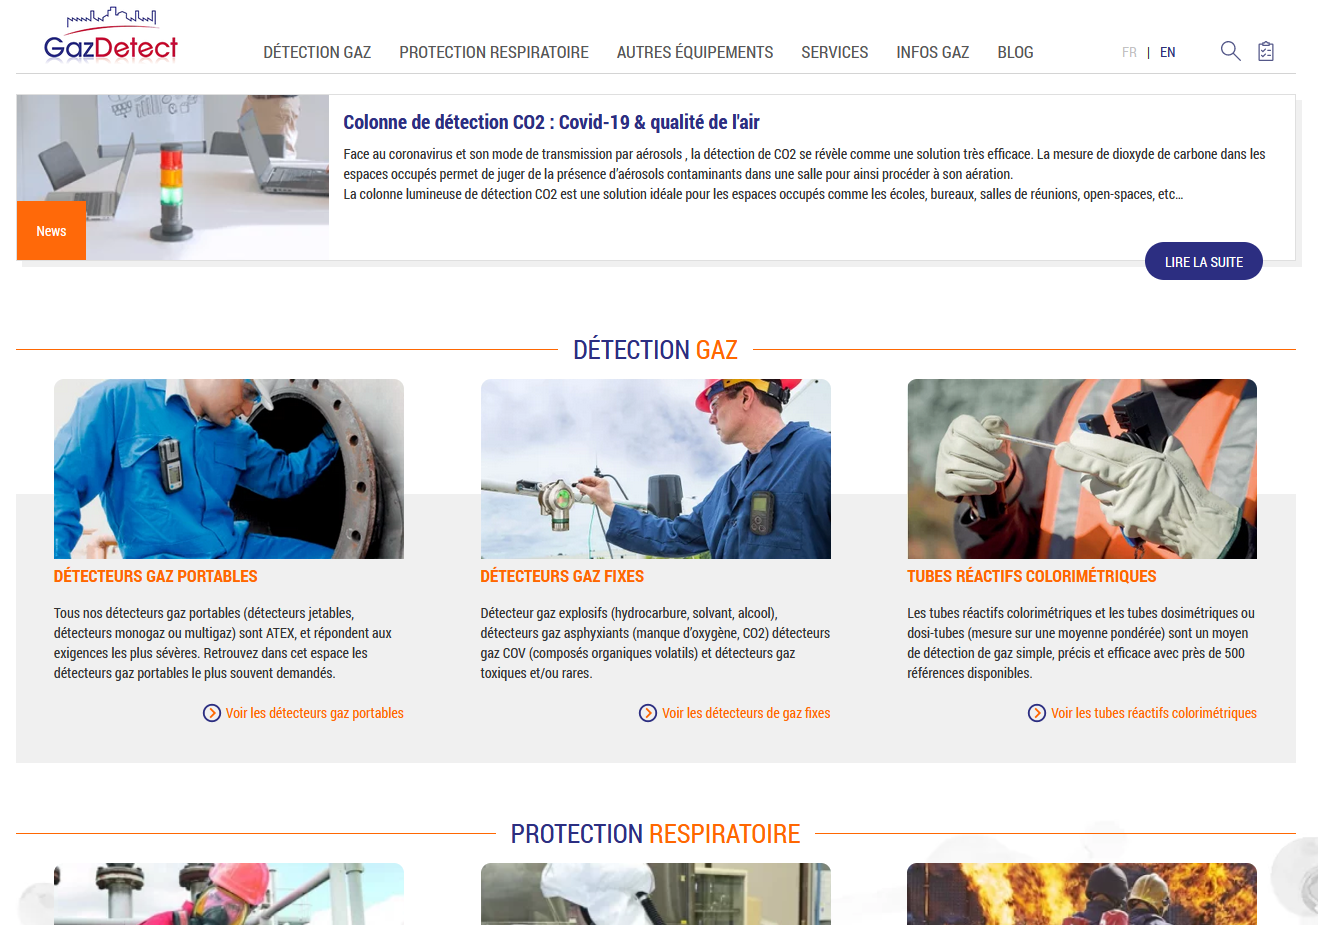 GazDetect
DÉTECTION GAZ PROTECTION RESPIRATOIRE AUTRES ÉQUIPEMENTS SERVICES INFOS GAZ BLOG FR | EN
Colonne de détection CO2 : Covid-19 & qualité de l'air
Face au coronavirus et son mode de transmission par aérosols , la détection de CO2 se révèle comme une solution très efficace. La mesure de dioxyde de carbone dans les
espaces occupés permet de juger de la présence d'aérosols contaminants dans une salle pour ainsi procéder à son aération.
La colonne lumineuse de détection CO2 est une solution idéale pour les espaces occupés comme les écoles, bureaux, salles de réunions, open-spaces, etc...
News
LIRE LA SUITE
DÉTECTION GAZ
DÉTECTEURS GAZ PORTABLES
Tous nos détecteurs gaz portables (détecteurs jetables,
détecteurs monogaz ou multigaz) sont ATEX, et répondent aux
exigences les plus sévères. Retrouvez dans cet espace les
détecteurs gaz portables le plus souvent demandés.
Voir les détecteurs gaz portables
DÉTECTEURS GAZ FIXES
Détecteur gaz explosifs (hydrocarbure, solvant, alcool),
détecteurs gaz asphyxiants (manque d'oxygène, CO2) détecteurs
gaz COV (composés organiques volatils) et détecteurs gaz
toxiques et/ou rares.
Voir les détecteurs de gaz fixes
TUBES RÉACTIFS COLORIMÉTRIQUES
Les tubes réactifs colorimétriques et les tubes dosimétriques ou
dosi-tubes (mesure sur une moyenne pondérée) sont un moyen
de détection de gaz simple, précis et efficace avec près de 500
références disponibles.
Voir les tubes réactifs colorimétriques
PROTECTION RESPIRATOIRE